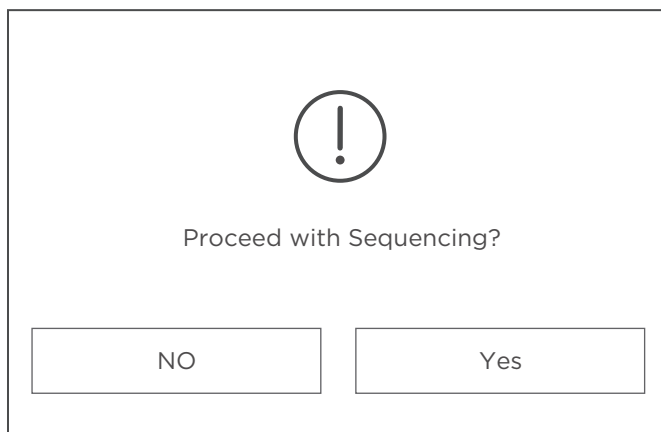 Proceed with Sequencing?
NO
Yes